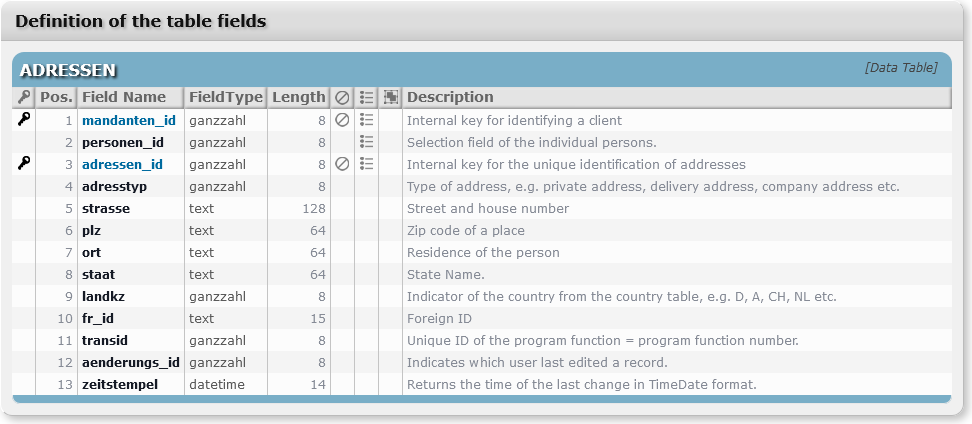 Definition of the table fields
ADRESSEN [Data Table]
Pos. Field Name FieldType Length Description
1 mandanten_id ganzzahl 8 Internal key for identifying a client
2 personen_id ganzzahl 8 Selection field of the individual persons.
3 adressen_id ganzzahl 8 Internal key for the unique identification of addresses
4 adresstyp ganzzahl 8 Type of address, e.g. private address, delivery address, company address etc.
5 strasse text 128 Street and house number
6 plz text 64 Zip code of a place
7 ort text 64 Residence of the person
8 staat text 64 State Name.
9 landkz ganzzahl 8 Indicator of the country from the country table, e.g. D, A, CH, NL etc.
10 fr_id text 15 Foreign ID
11 transid ganzzahl 8 Unique ID of the program function = program function number.
12 aenderungs_id ganzzahl 8 Indicates which user last edited a record.
13 zeitstempel datetime 14 Returns the time of the last change in TimeDate format.